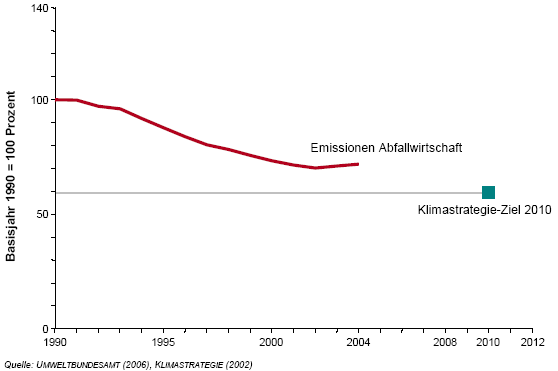 140
100
50
0
Basisjahr 1990 = 100 Prozent
Emissionen Abfallwirtschaft
Klimastrategie-Ziel 2010
1990 1995 2000 2004 2008 2010 2012
Quelle: UMWELTBUNDESAMT (2006), KLIMASTRATEGIE (2002)